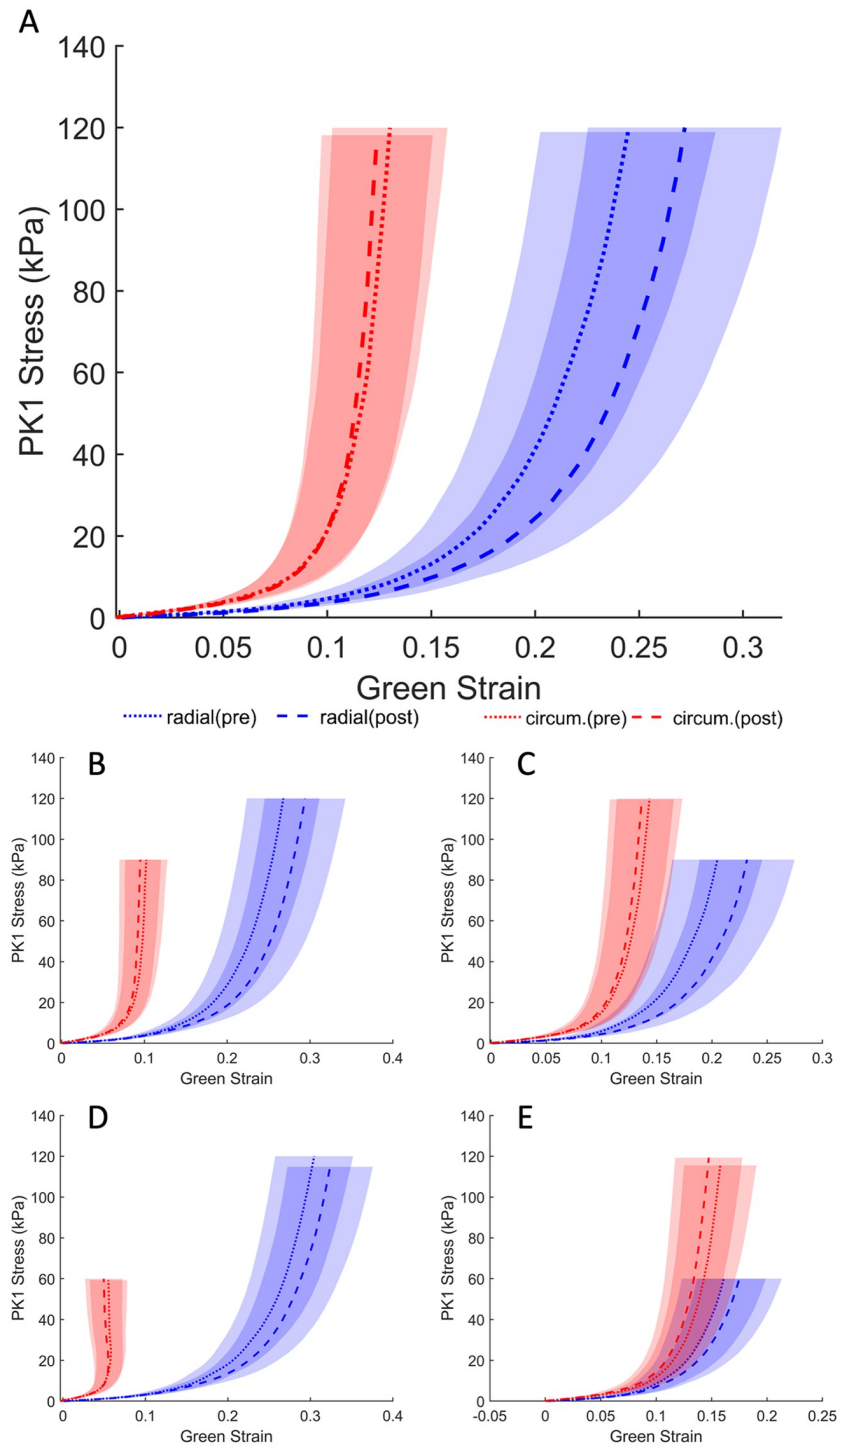 A
140
120
100
80
60
40
20
0
PK1 Stress (kPa)
0 0.05 0.1 0.15 0.2 0.25 0.3
Green Strain
radial(pre) radial(post) circum.(pre) circum.(post)
B
140
120
100
80
60
40
20
0
PK1 Stress (kPa)
0 0.1 0.2 0.3 0.4
Green Strain
C
140
120
100
80
60
40
20
0
PK1 Stress (kPa)
0 0.05 0.1 0.15 0.2 0.25 0.3
Green Strain
D
140
120
100
80
60
40
20
0
PK1 Stress (kPa)
0 0.1 0.2 0.3 0.4
Green Strain
E
140
120
100
80
60
40
20
0
PK1 Stress (kPa)
-0.05 0 0.05 0.1 0.15 0.2 0.25
Green Strain